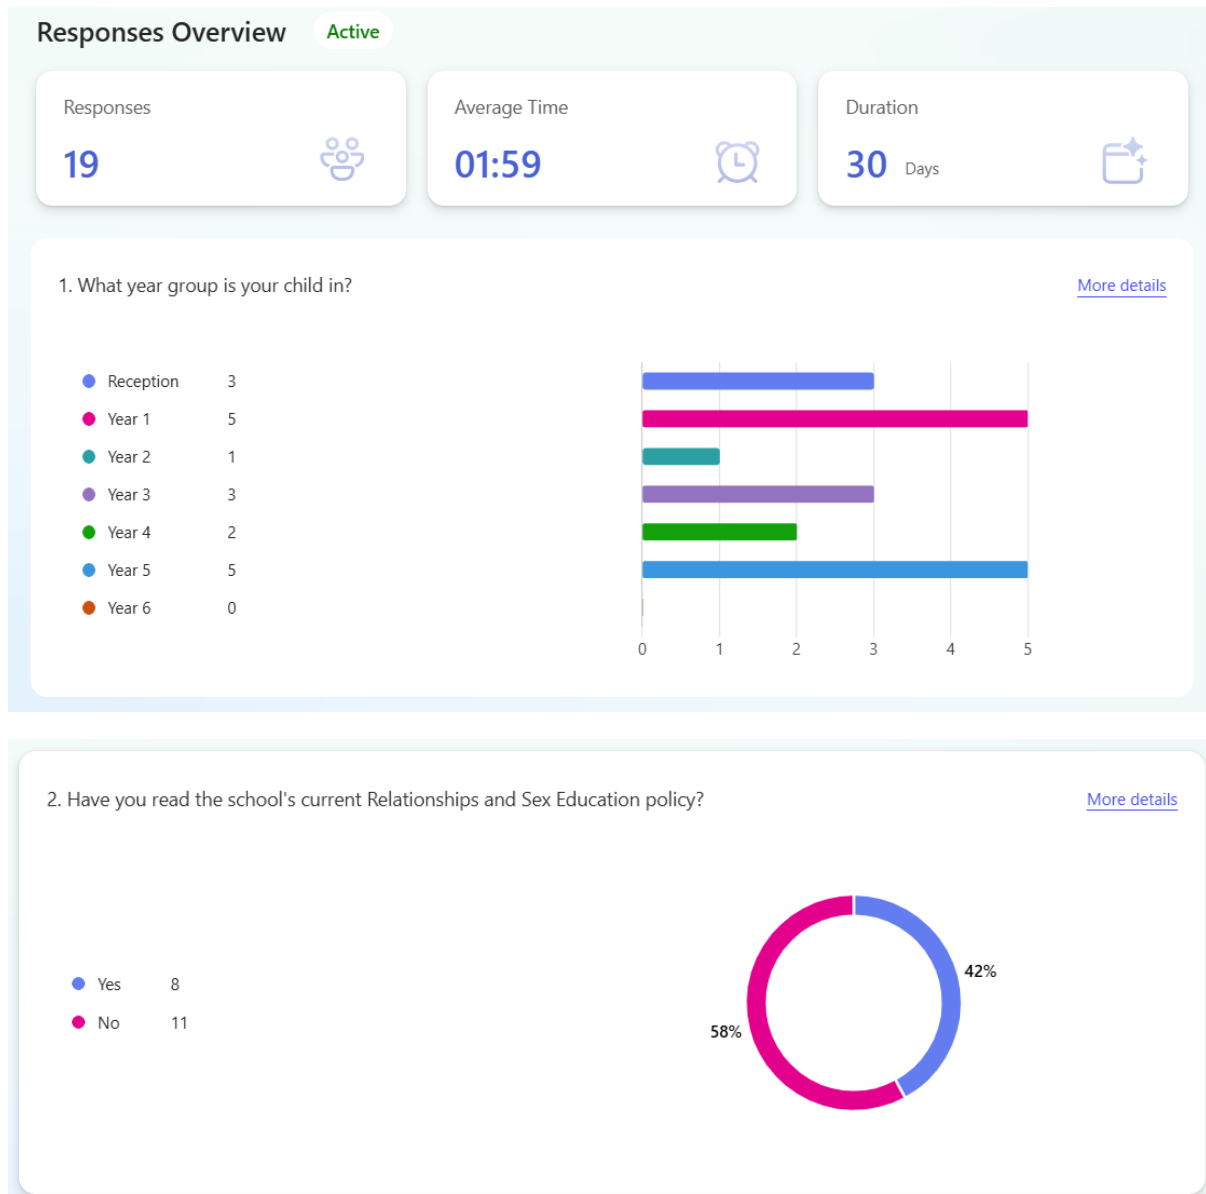 Responses Overview Active
Responses Average Time Duration
19 01:59 30 Days
1. What year group is your child in? More details
Reception 3
Year 1 5
Year 2 1
Year 3 3
Year 4 2
Year 5 5
Year 6 0
0 1 2 3 4 5
2. Have you read the school's current Relationships and Sex Education policy? More details
42%
Yes 8
No 11
58%